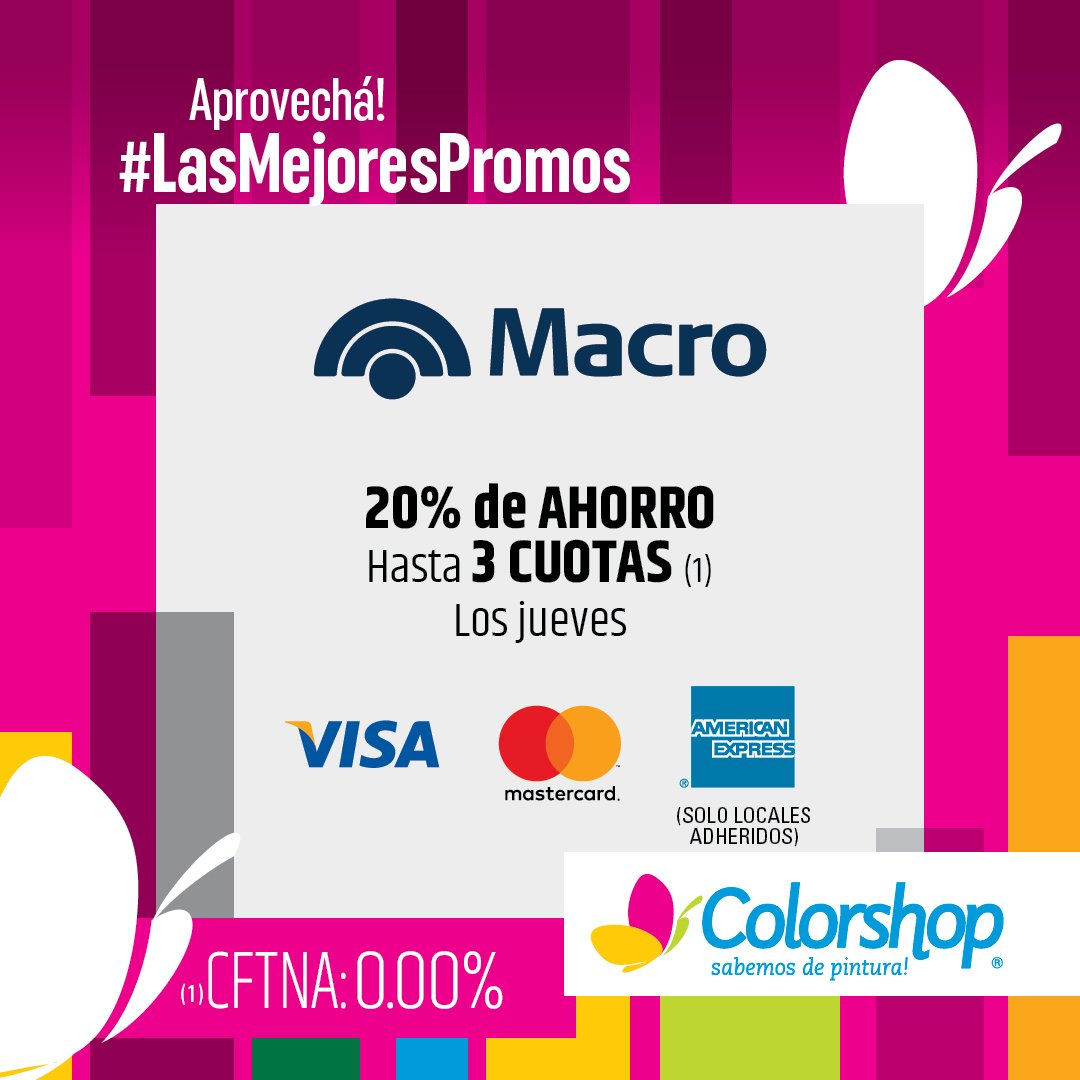 Aprovechá!
#LasMejoresPromos
Macro
20% de AHORRO
Hasta 3 CUOTAS (1)
Los jueves
VISA
mastercard.
AMERICAN
EXPRESS
®
(SOLO LOCALES
ADHERIDOS)
Colorshop
sabemos de pintura! ®
(1) CFTNA: 0.00%